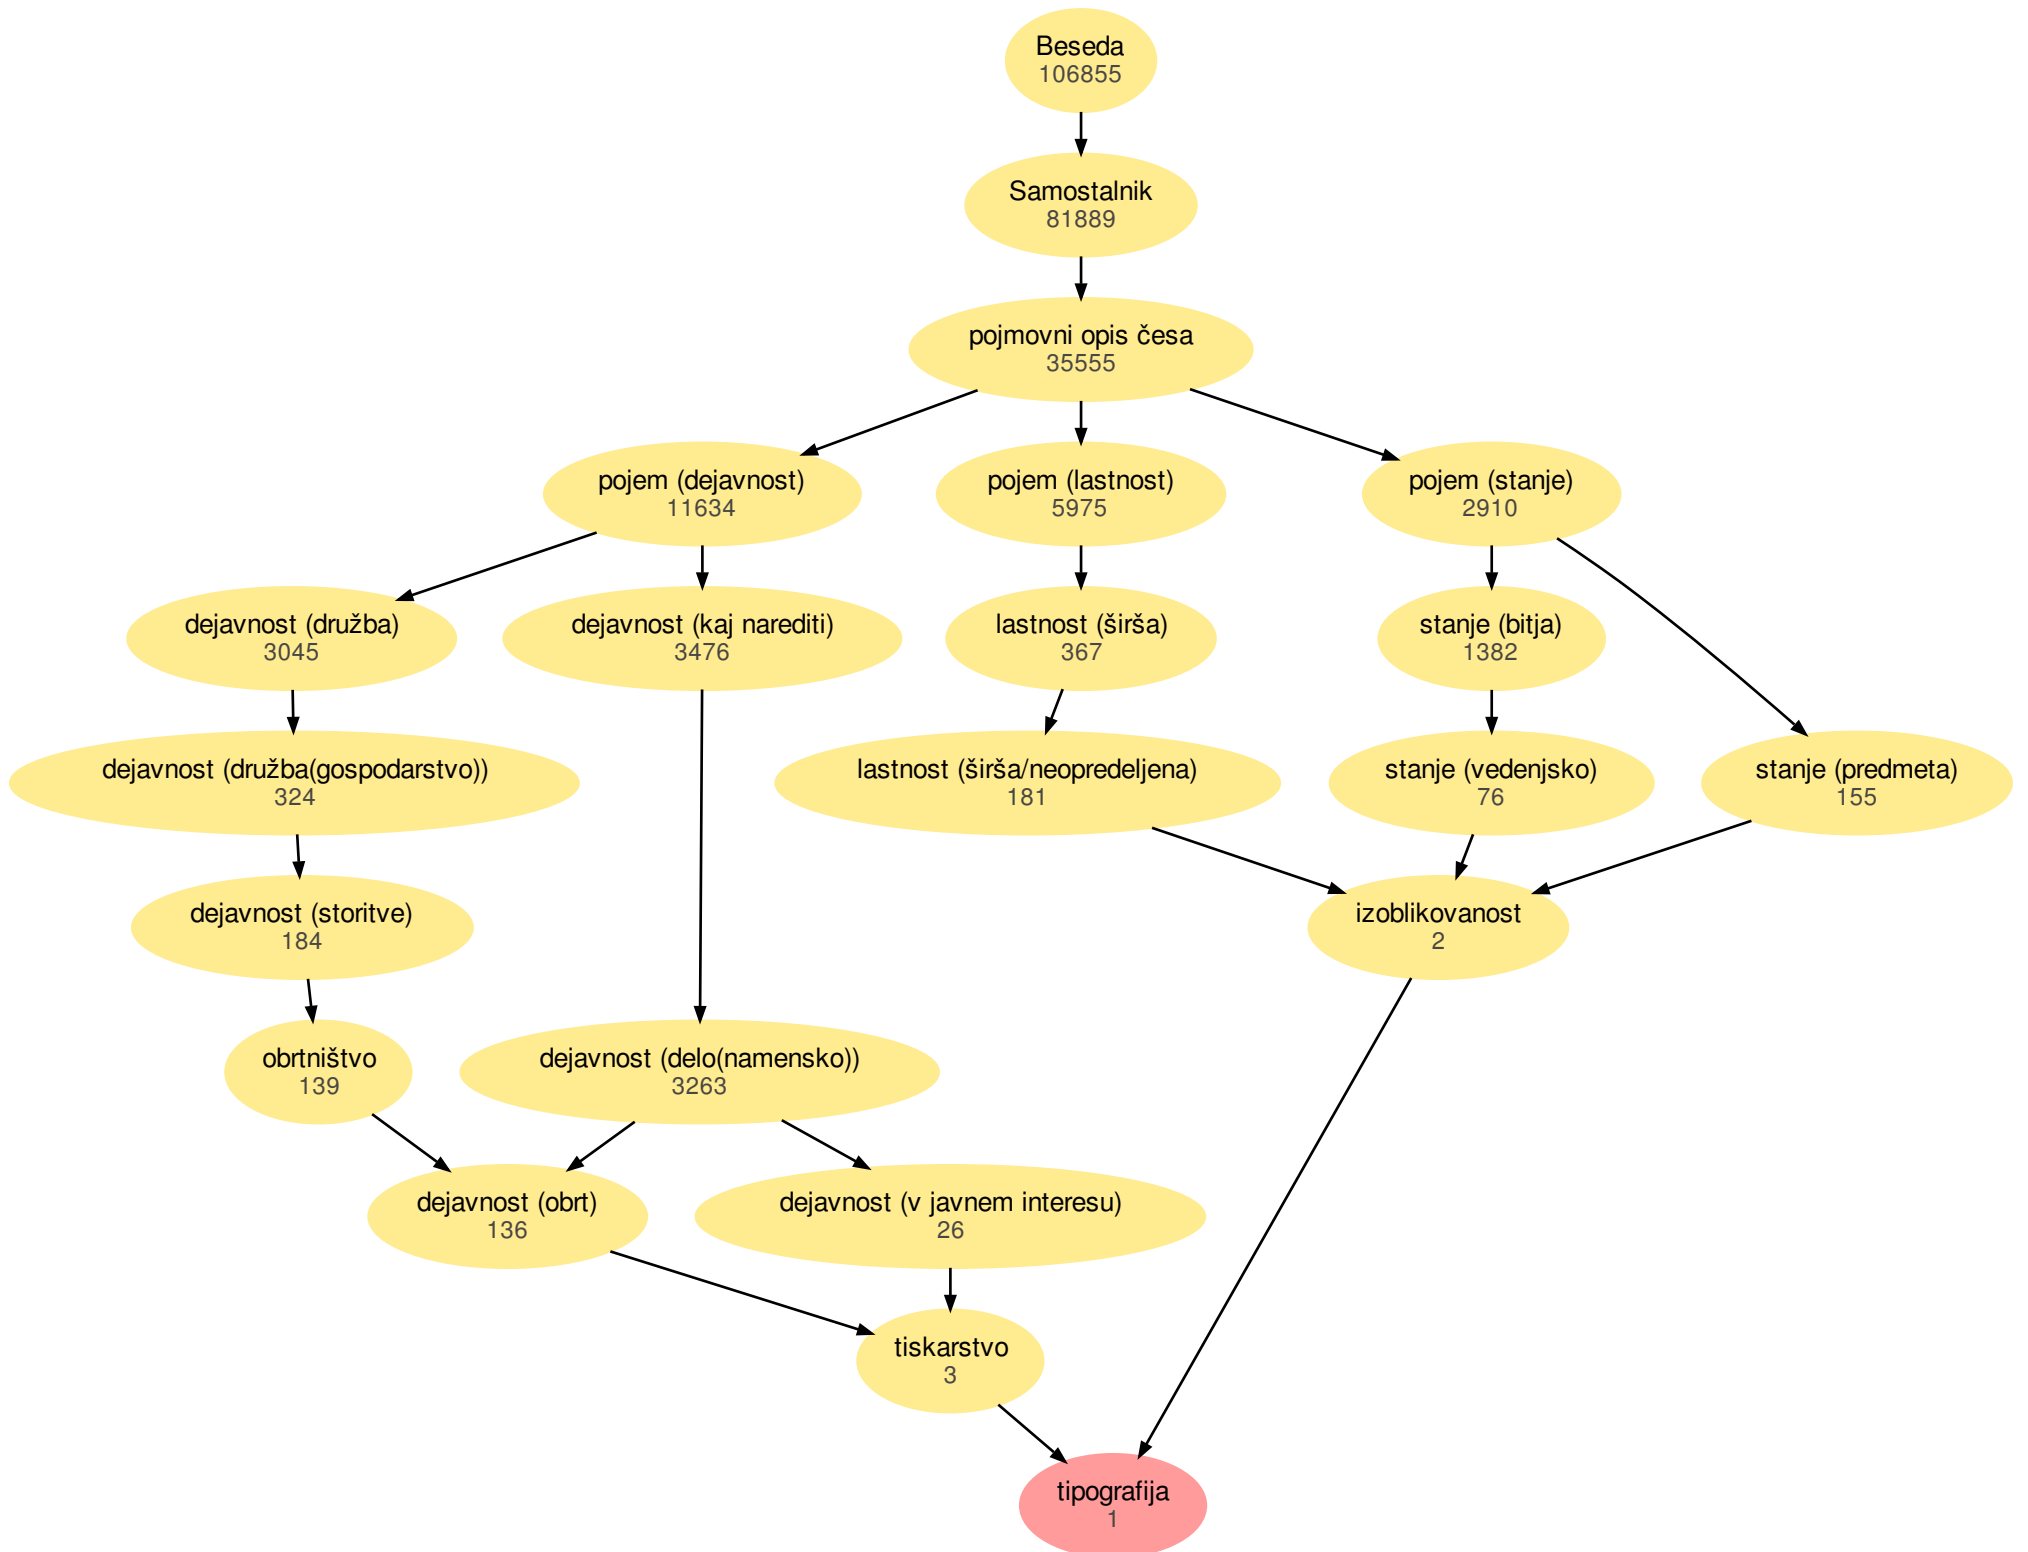 Beseda
106855
Samostalnik
81889
pojmovni opis česa
35555
pojem (dejavnost)
11634
pojem (lastnost)
5975
pojem (stanje)
2910
dejavnost (družba)
3045
dejavnost (kaj narediti)
3476
lastnost (širša)
367
stanje (bitja)
1382
dejavnost (družba(gospodarstvo))
324
lastnost (širša/neopredeljena)
181
stanje (vedenjsko)
76
stanje (predmeta)
155
dejavnost (storitve)
184
izoblikovanost
2
obrtništvo
139
dejavnost (delo(namensko))
3263
dejavnost (obrt)
136
dejavnost (v javnem interesu)
26
tiskarstvo
3
tipografija
1